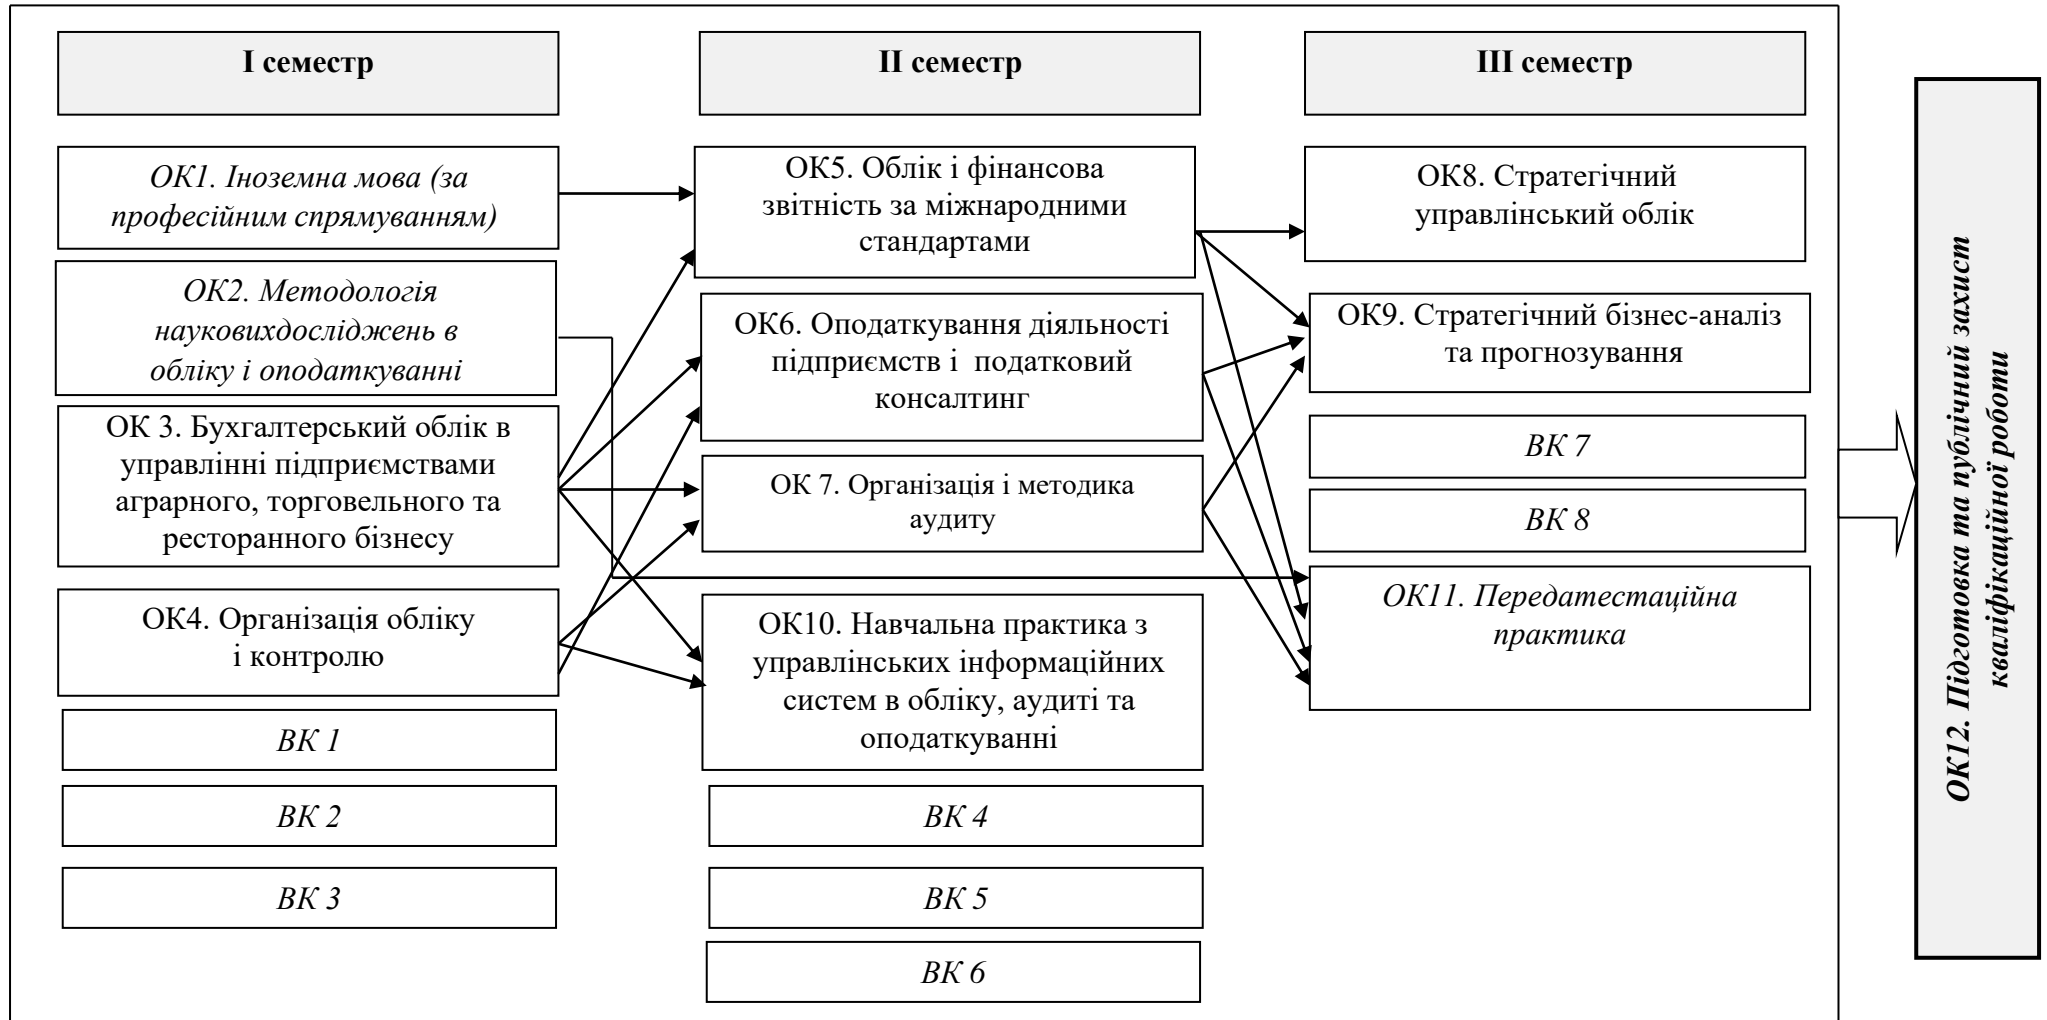 I семестр
ОК1. Іноземна мова (за
професійним спрямуванням)
ОК2. Методологія
науковихдосліджень в
обліку і оподаткуванні
ОК 3. Бухгалтерський облік в
управлінні підприємствами
аграрного, торговельного та
ресторанного бізнесу
ОК4. Організація обліку
і контролю
ВК 1
ВК 2
ВК 3
II семестр
ОК5. Облік і фінансова
звітність за міжнародними
стандартами
ОК6. Оподаткування діяльності
підприємств і податковий
консалтинг
ОК 7. Організація і методика
аудиту
ОК10. Навчальна практика з
управлінських інформаційних
систем в обліку, аудиті та
оподаткуванні
ВК 4
ВК 5
ВК 6
III семестр
ОК8. Стратегічний
управлінський облік
ОК9. Стратегічний бізнес-аналіз
та прогнозування
ВК 7
ВК 8
ОК11. Передатестаційна
практика
ОК12. Підготовка та публічний захист
кваліфікаційної роботи